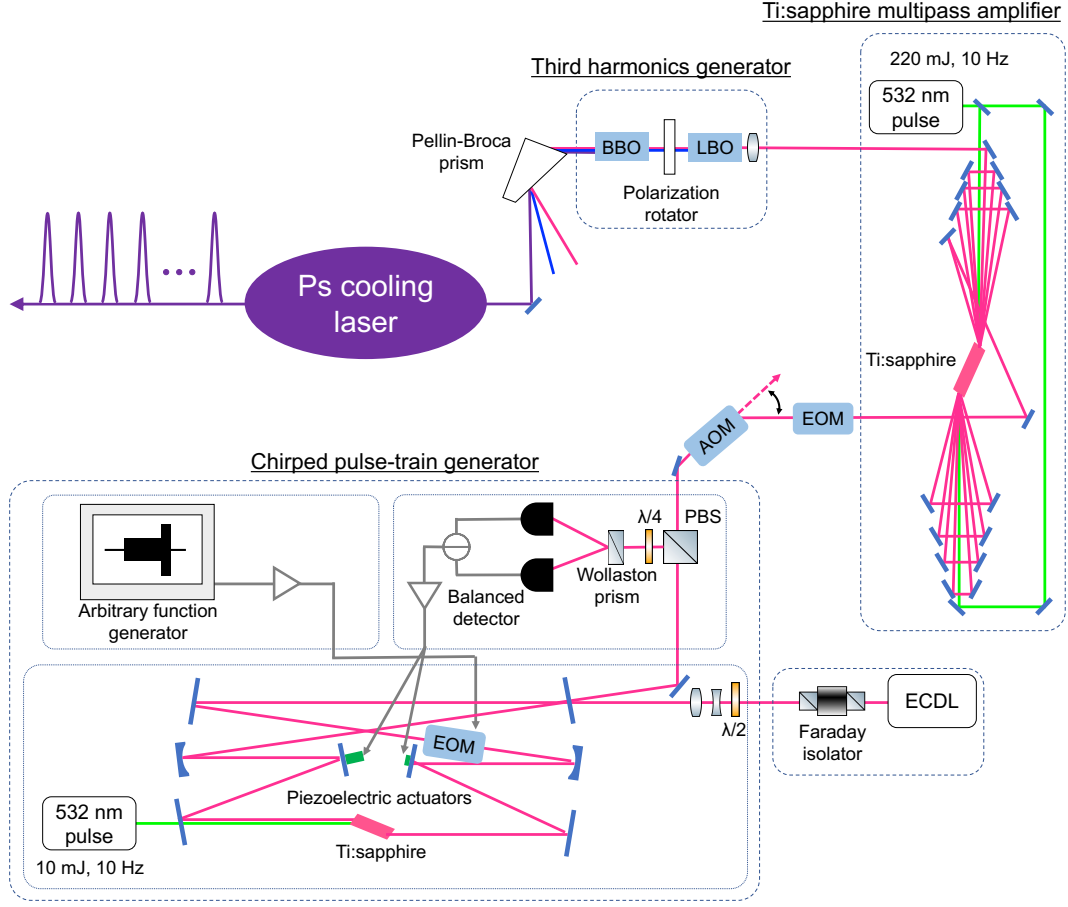 Ti:sapphire multipass amplifier
220 mJ, 10 Hz
532 nm
pulse
Third harmonics generator
Pellin-Broca
prism
BBO
LBO
Polarization
rotator
Ps cooling
laser
Ti:sapphire
AOM
EOM
Chirped pulse-train generator
λ/4
PBS
Wollaston
prism
Balanced
detector
Arbitrary function
generator
ECDL
Faraday
isolator
λ/2
EOM
Piezoelectric actuators
532 nm
pulse
10 mJ, 10 Hz
Ti:sapphire